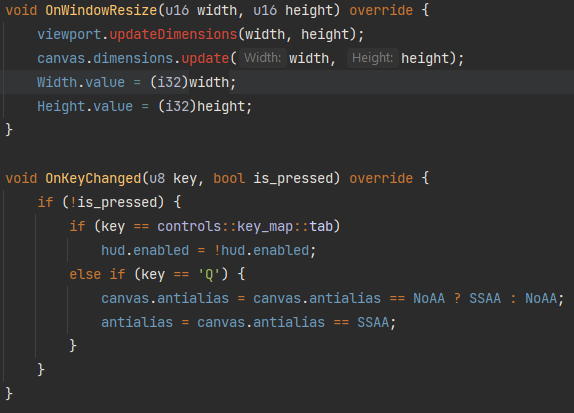 void OnWindowResize(u16 width, u16 height) override {
    viewport.updateDimensions(width, height);
    canvas.dimensions.update( Width: width, Height: height);
    Width.value = (i32)width;
    Height.value = (i32)height;
}

void OnKeyChanged(u8 key, bool is_pressed) override {
    if (!is_pressed) {
        if (key == controls::key_map::tab)
            hud.enabled = !hud.enabled;
        else if (key == 'Q') {
            canvas.antialias = canvas.antialias == NoAA ? SSAA : NoAA;
            antialias = canvas.antialias == SSAA;
        }
    }
}